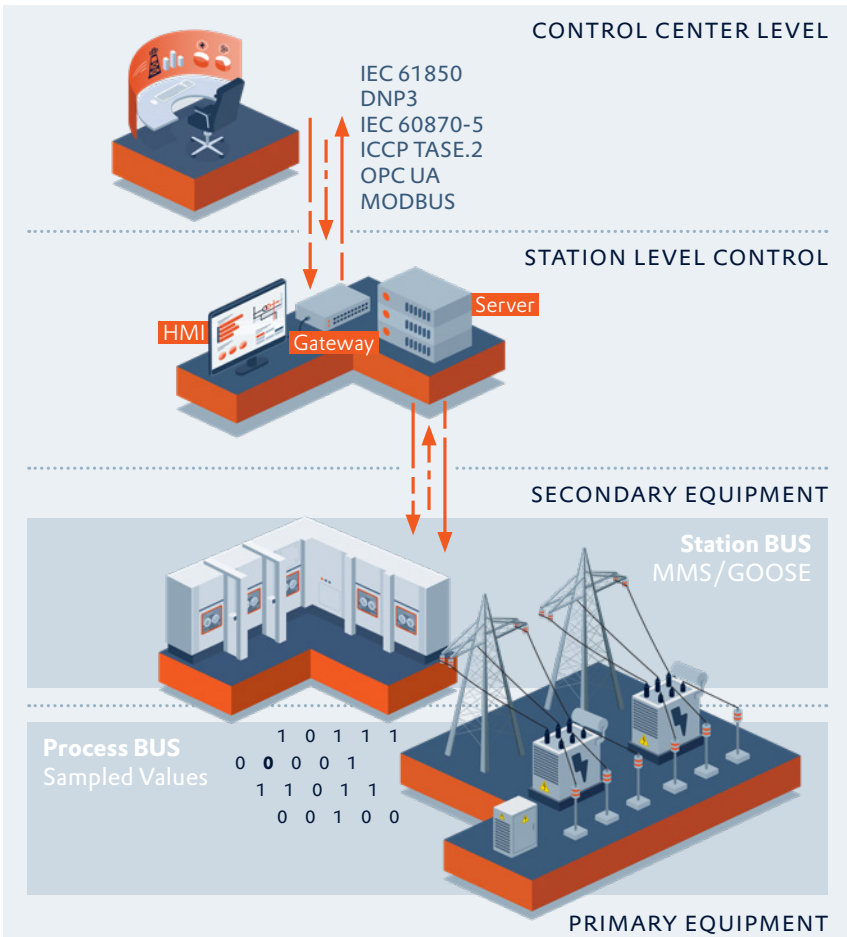 CONTROL CENTER LEVEL
IEC 61850
DNP3
IEC 60870-5
ICCP TASE.2
OPC UA
MODBUS
STATION LEVEL CONTROL
Server
HMI
Gateway
SECONDARY EQUIPMENT
Station BUS
MMS/GOOSE
Process BUS
Sampled Values
1 0 1 1 1
0 0 0 0 1
1 1 0 1 1
0 0 1 0 0
PRIMARY EQUIPMENT